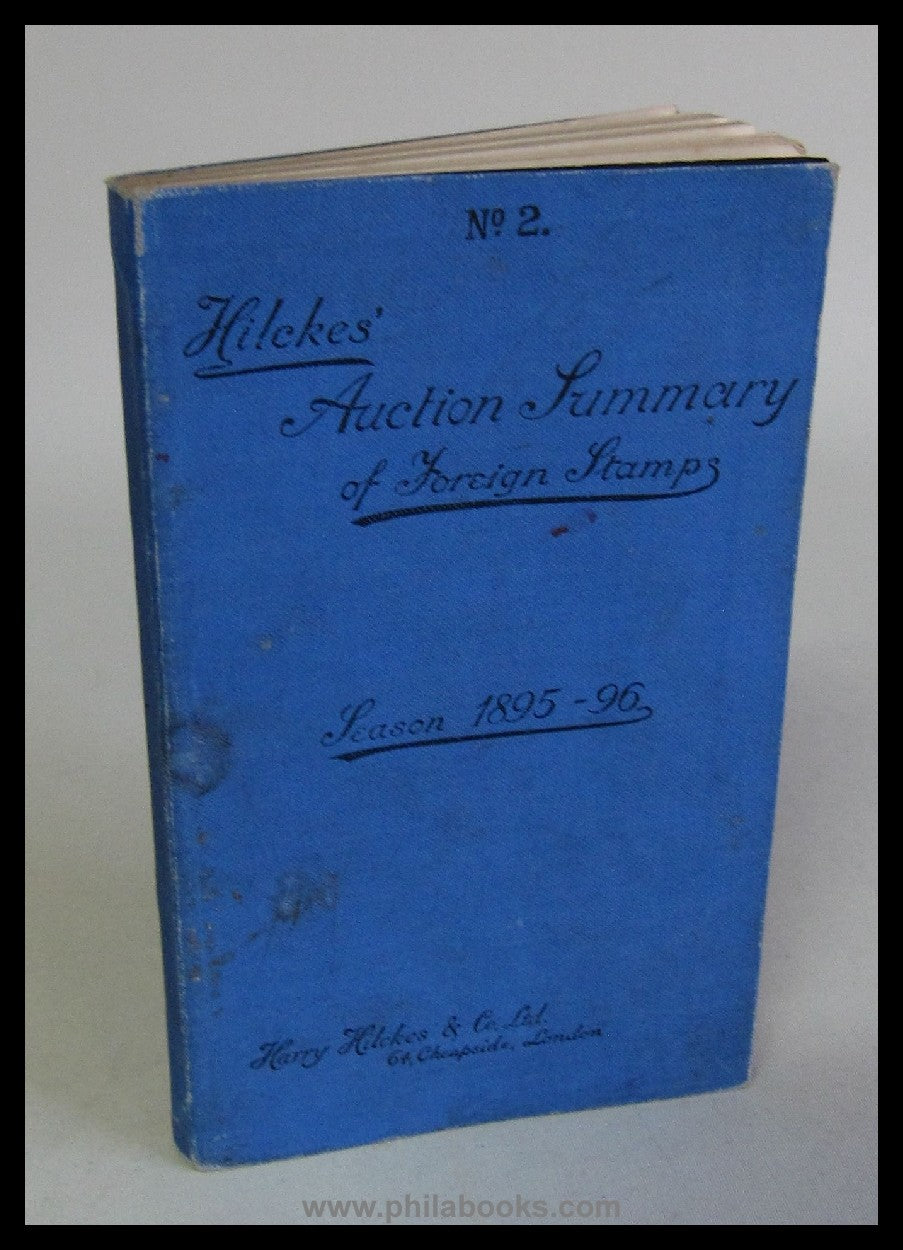 Nº 2.
Hilckes'
Auction Summary
of Foreign Stamps
Season 1895-96
Harry Hilckes & Co. Ltd.
64, Cheapside, London
www.philabooks.com